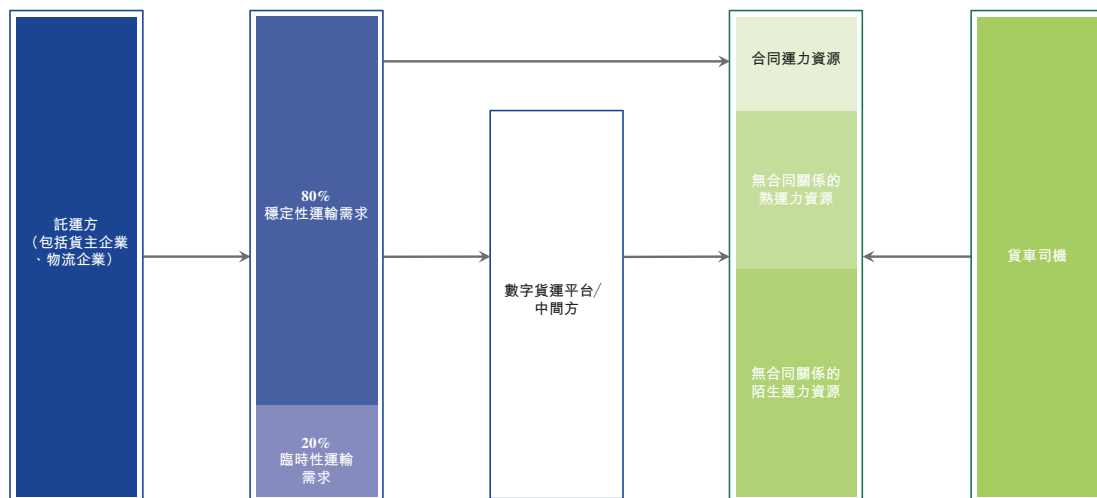 託運方
（包括貨主企業
、物流企業）
80%
穩定性運輸需求
20%
臨時性運輸
需求
數字貨運平台/
中間方
合同運力資源
無合同關係的
熟運力資源
無合同關係的
陌生運力資源
貨車司機